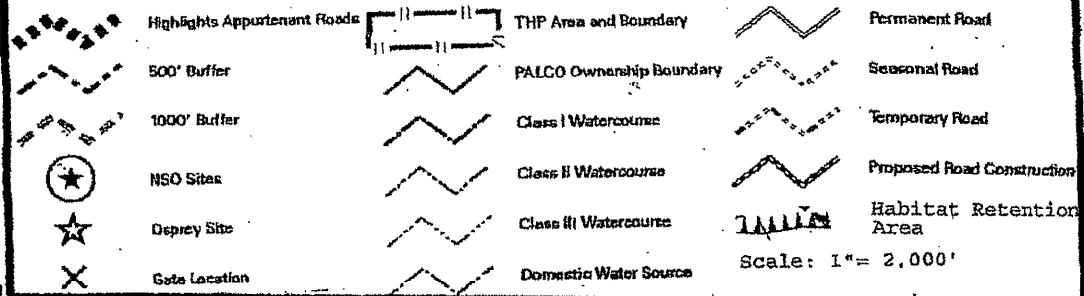 Highlights Appurtenant Roads
500' Buffer
1000' Buffer
NSO Sites
Osprey Site
Gate Location
THP Area and Boundary
PALCO Ownership Boundary
Class I Watercourse
Class II Watercourse
Class III Watercourse
Domestic Water Source
Permanent Road
Seasonal Road
Temporary Road
Proposed Road Construction
Habitat Retention
Area
Scale: 1"= 2,000'